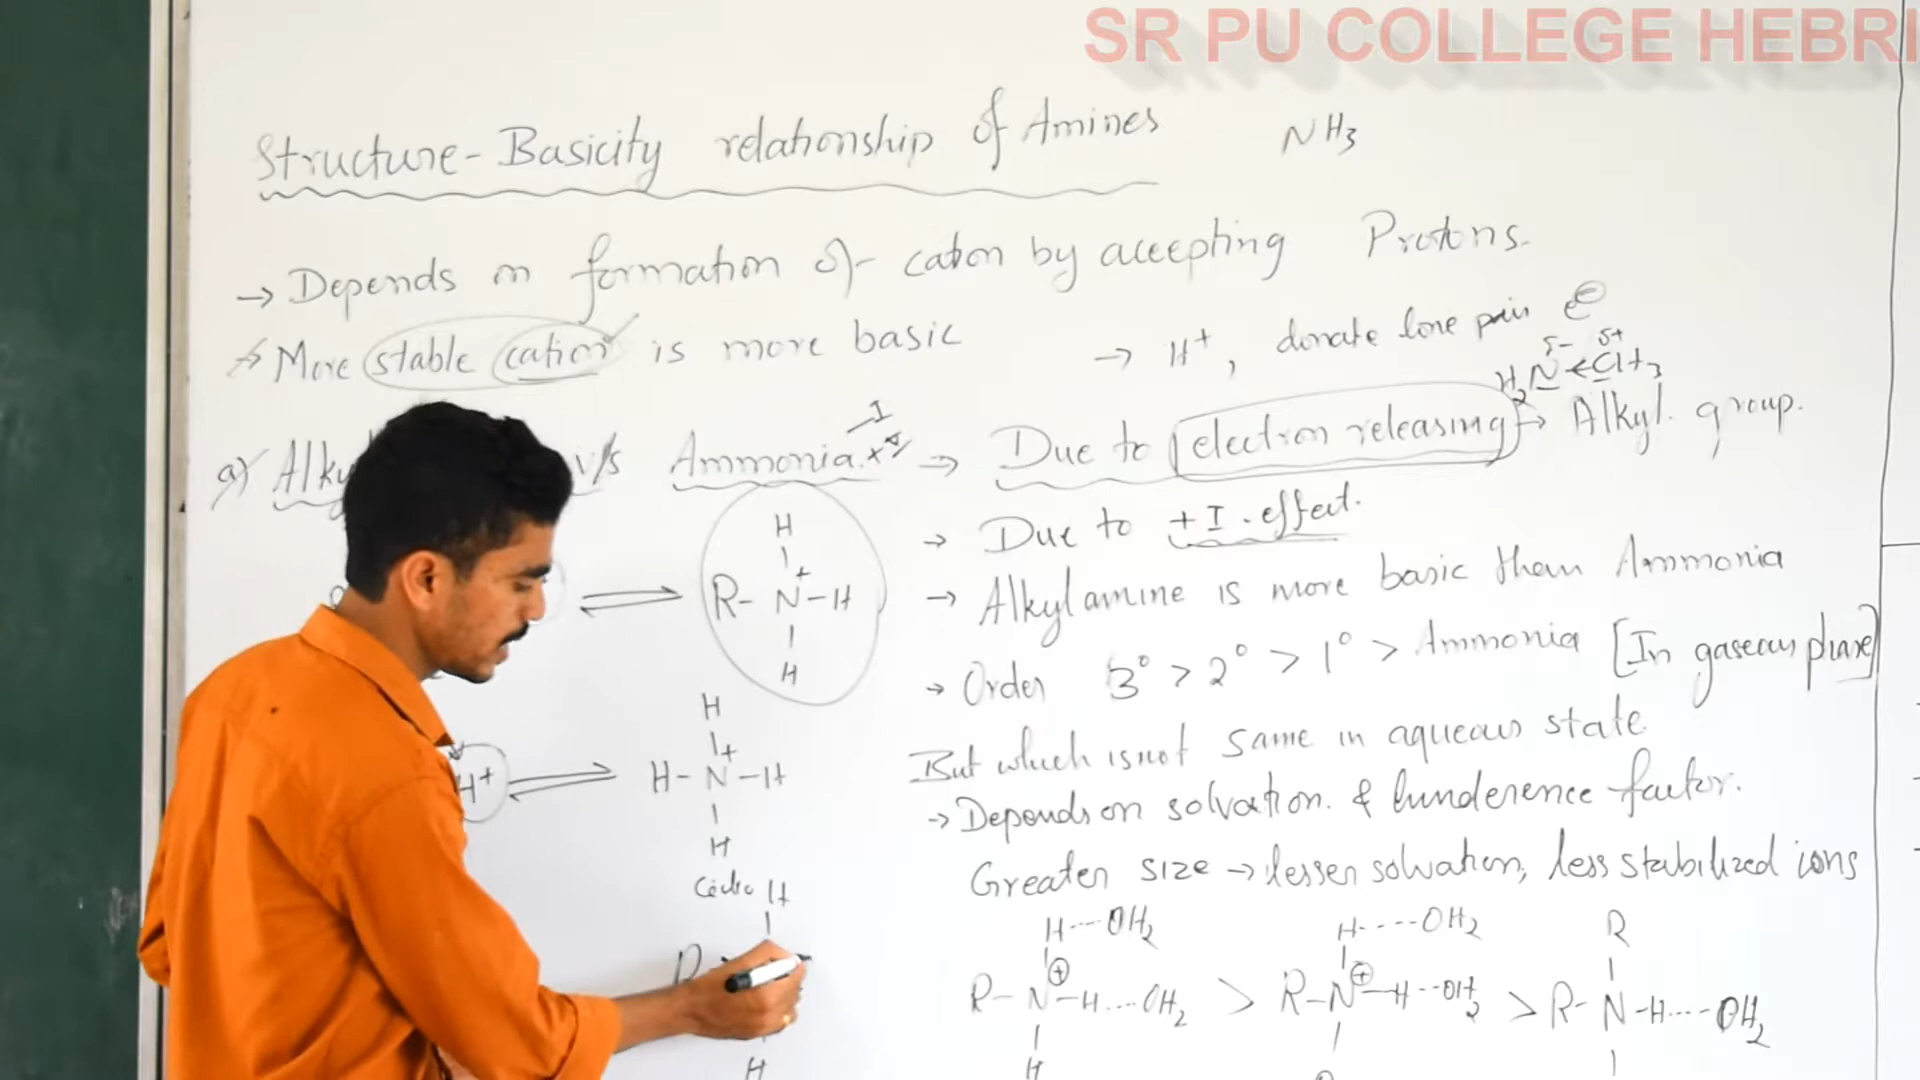 SR PU COLLEGE HEBRI
Structure-Basicity relationship of Amines
NH3
→ Depends on formation of cation by accepting Protons.
→ More stable cation is more basic
→ H+, donate lone pair e⊖
δ- δ+
H2N ← CH3
a) Alky v/s Ammonia.
-I
+I
→ Due to electron releasing → Alkyl. group.
→ Due to +I. effect.
→ Alkylamine is more basic than Ammonia
→ Order 3° > 2° > 1° > Ammonia [In gaseous phase]
But which is not same in aqueous state
→ Depends on solvation & hinderence factor.
Greater size → lesser solvation, less stabilized ions
H
R- N+ -H
H
H
H+ ⇌ H- N+ -H
H
H
R
H
H---OH2 H----OH2 R
R- N⊕ -H....OH2 > R-N⊕-H--OH2 > R- N -H----OH2
H